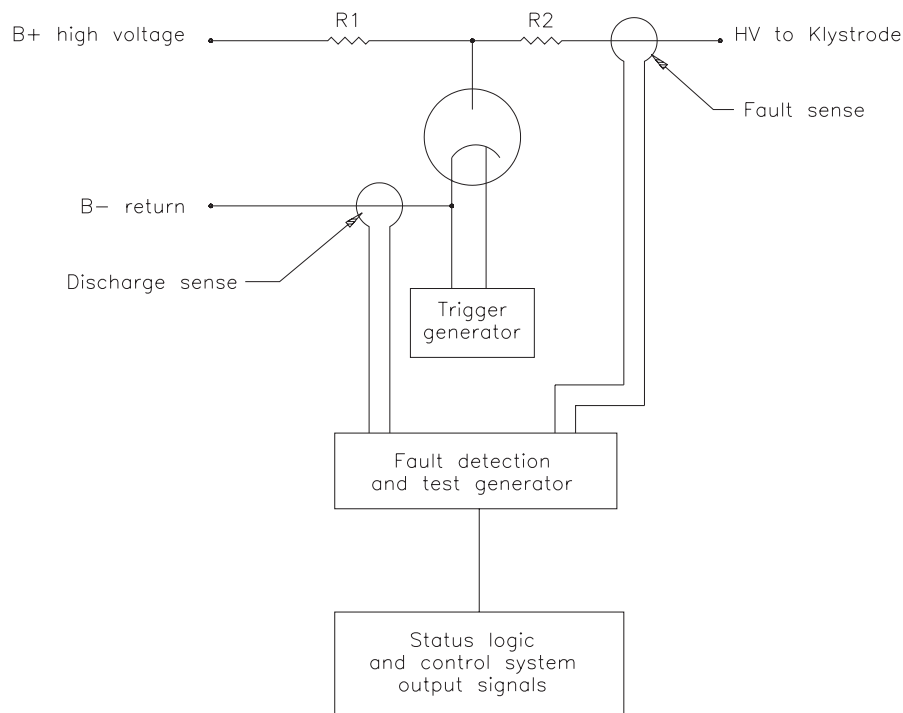 R1
R2
B+ high voltage
HV to Klystrode
Fault sense
B− return
Discharge sense
Trigger
generator
Fault detection
and test generator
Status logic
and control system
output signals